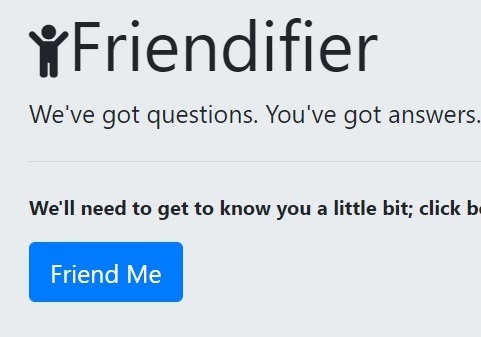 Friendifier
We've got questions. You've got answers.
We'll need to get to know you a little bit; click
Friend Me